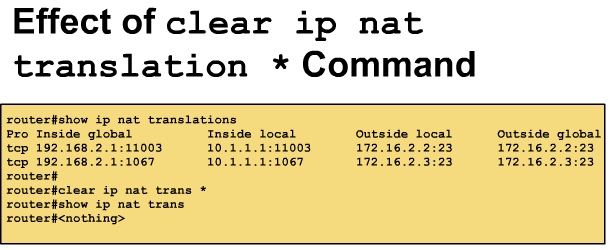 Effect of clear ip nat
translation * Command
router#show ip nat translations
Pro Inside global Inside local Outside local Outside global
tcp 192.168.2.1:11003 10.1.1.1:11003 172.16.2.2:23 172.16.2.2:23
tcp 192.168.2.1:1067 10.1.1.1:1067 172.16.2.3:23 172.16.2.3:23
router#
router#clear ip nat trans *
router#show ip nat trans
router#<nothing>